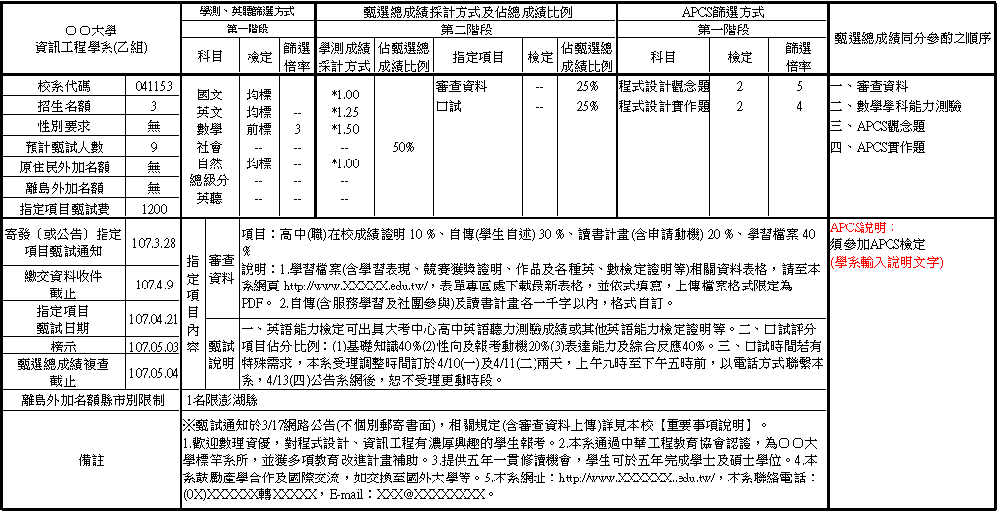 〇〇大學
資訊工程學系(乙組)
學測、英聽篩選方式
甄選總成績採計方式及佔總成績比例
APCS篩選方式
甄選總成績同分參酌之順序
第一階段
第二階段
第一階段
科目 檢定 篩選倍率
學測成績採計方式 佔甄選總成績比例 指定項目 檢定 佔甄選總成績比例
科目 檢定 篩選倍率
校系代碼 041153
招生名額 3
性別要求 無
預計甄試人數 9
原住民外加名額 無
離島外加名額 無
指定項目甄試費 1200
國文 均標 -- *1.00
英文 均標 -- *1.25
數學 前標 3 *1.50
社會 -- -- --
自然 均標 -- *1.00
總級分 -- --
英聽 -- --
50%
審查資料 -- 25%
口試 -- 25%
程式設計觀念題 2 5
程式設計實作題 2 4
一、審查資料
二、數學學科能力測驗
三、APCS觀念題
四、APCS實作題
寄發〔或公告〕指定
項目甄試通知 107.3.28
繳交資料收件
截止 107.4.9
指定項目
甄試日期 107.04.21
榜示 107.05.03
甄選總成績複查
截止 107.05.04
指定項目內容
審查資料
項目：高中(職)在校成績證明 10 %、自傳(學生自述) 30 %、讀書計畫(含申請動機) 20 %、學習檔案 40
%
說明：1.學習檔案(含學習表現、競賽獲獎證明、作品及各種英、數檢定證明等)相關資料表格，請至本
系網頁 http://www.XXXXX.edu.tw/，表單專區處下載最新表格，並依式填寫，上傳檔案格式限定為
PDF。 2.自傳(含服務學習及社團參與)及讀書計畫各一千字以內，格式自訂。
甄試說明
一、英語能力檢定可出具大考中心高中英語聽力測驗成績或其他英語能力檢定證明等。二、口試評分
項目佔分比例：(1)基礎知識40%(2)性向及報考動機20%(3)表達能力及綜合反應40%。三、口試時間若有
特殊需求，本系受理調整時間訂於4/10(一)及4/11(二)兩天，上午九時至下午五時前，以電話方式聯繫本
系，4/13(四)公告系網後，恕不受理更動時段。
APCS說明：
須參加APCS檢定
(學系輸入說明文字)
離島外加名額縣市別限制 1名限澎湖縣
備註
※甄試通知於3/17網路公告(不個別郵寄書面)，相關規定(含審查資料上傳)詳見本校【重要事項說明】。
1.歡迎數理資優，對程式設計、資訊工程有濃厚興趣的學生報考。2.本系通過中華工程教育協會認證，為〇〇大
學標竿系所，並獲多項教育改進計畫補助。3.提供五年一貫修讀機會，學生可於五年完成學士及碩士學位。4.本
系鼓勵產學合作及國際交流，如交換至國外大學等。5.本系網址：http://www.XXXXXX..edu.tw/，本系聯絡電話：
(0X)XXXXXX轉XXXXX，E-mail：XXX@XXXXXXXX。